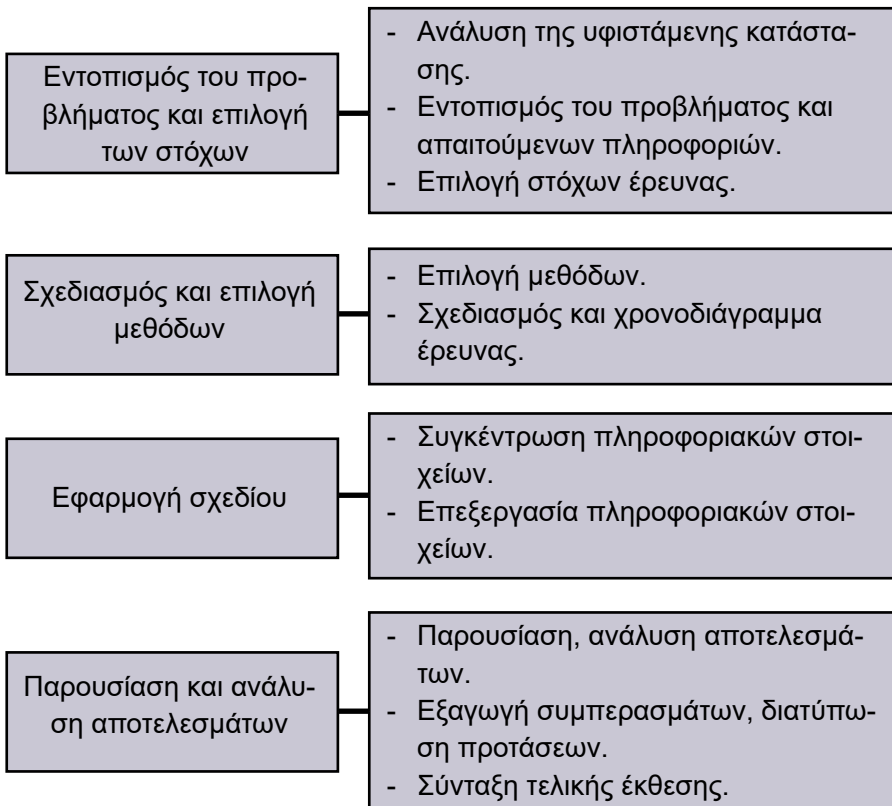 Εντοπισμός του προ-
βλήματος και επιλογή
των στόχων
- Ανάλυση της υφιστάμενης κατάστα-
σης.
- Εντοπισμός του προβλήματος και
απαιτούμενων πληροφοριών.
- Επιλογή στόχων έρευνας.
Σχεδιασμός και επιλογή
μεθόδων
- Επιλογή μεθόδων.
- Σχεδιασμός και χρονοδιάγραμμα
έρευνας.
Εφαρμογή σχεδίου
- Συγκέντρωση πληροφοριακών στοι-
χείων.
- Επεξεργασία πληροφοριακών στοι-
χείων.
Παρουσίαση και ανάλυ-
ση αποτελεσμάτων
- Παρουσίαση, ανάλυση αποτελεσμά-
των.
- Εξαγωγή συμπερασμάτων, διατύπω-
ση προτάσεων.
- Σύνταξη τελικής έκθεσης.